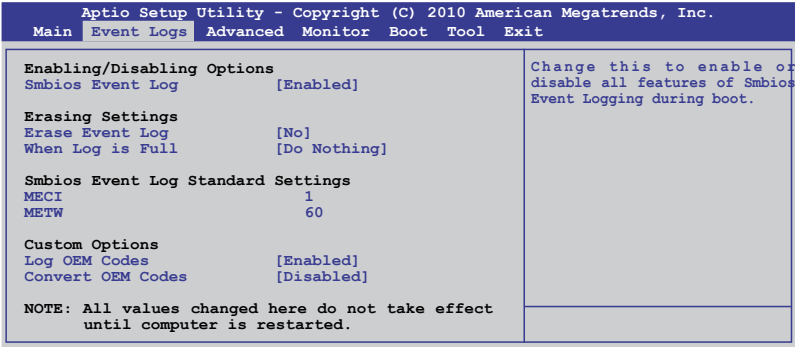 Aptio Setup Utility - Copyright (C) 2010 American Megatrends, Inc.
Main Event Logs Advanced Monitor Boot Tool Exit
Enabling/Disabling Options
Smbios Event Log [Enabled]
Erasing Settings
Erase Event Log [No]
When Log is Full [Do Nothing]
Smbios Event Log Standard Settings
MECI 1
METW 60
Custom Options
Log OEM Codes [Enabled]
Convert OEM Codes [Disabled]
NOTE: All values changed here do not take effect
until computer is restarted.
Change this to enable or
disable all features of Smbios
Event Logging during boot.